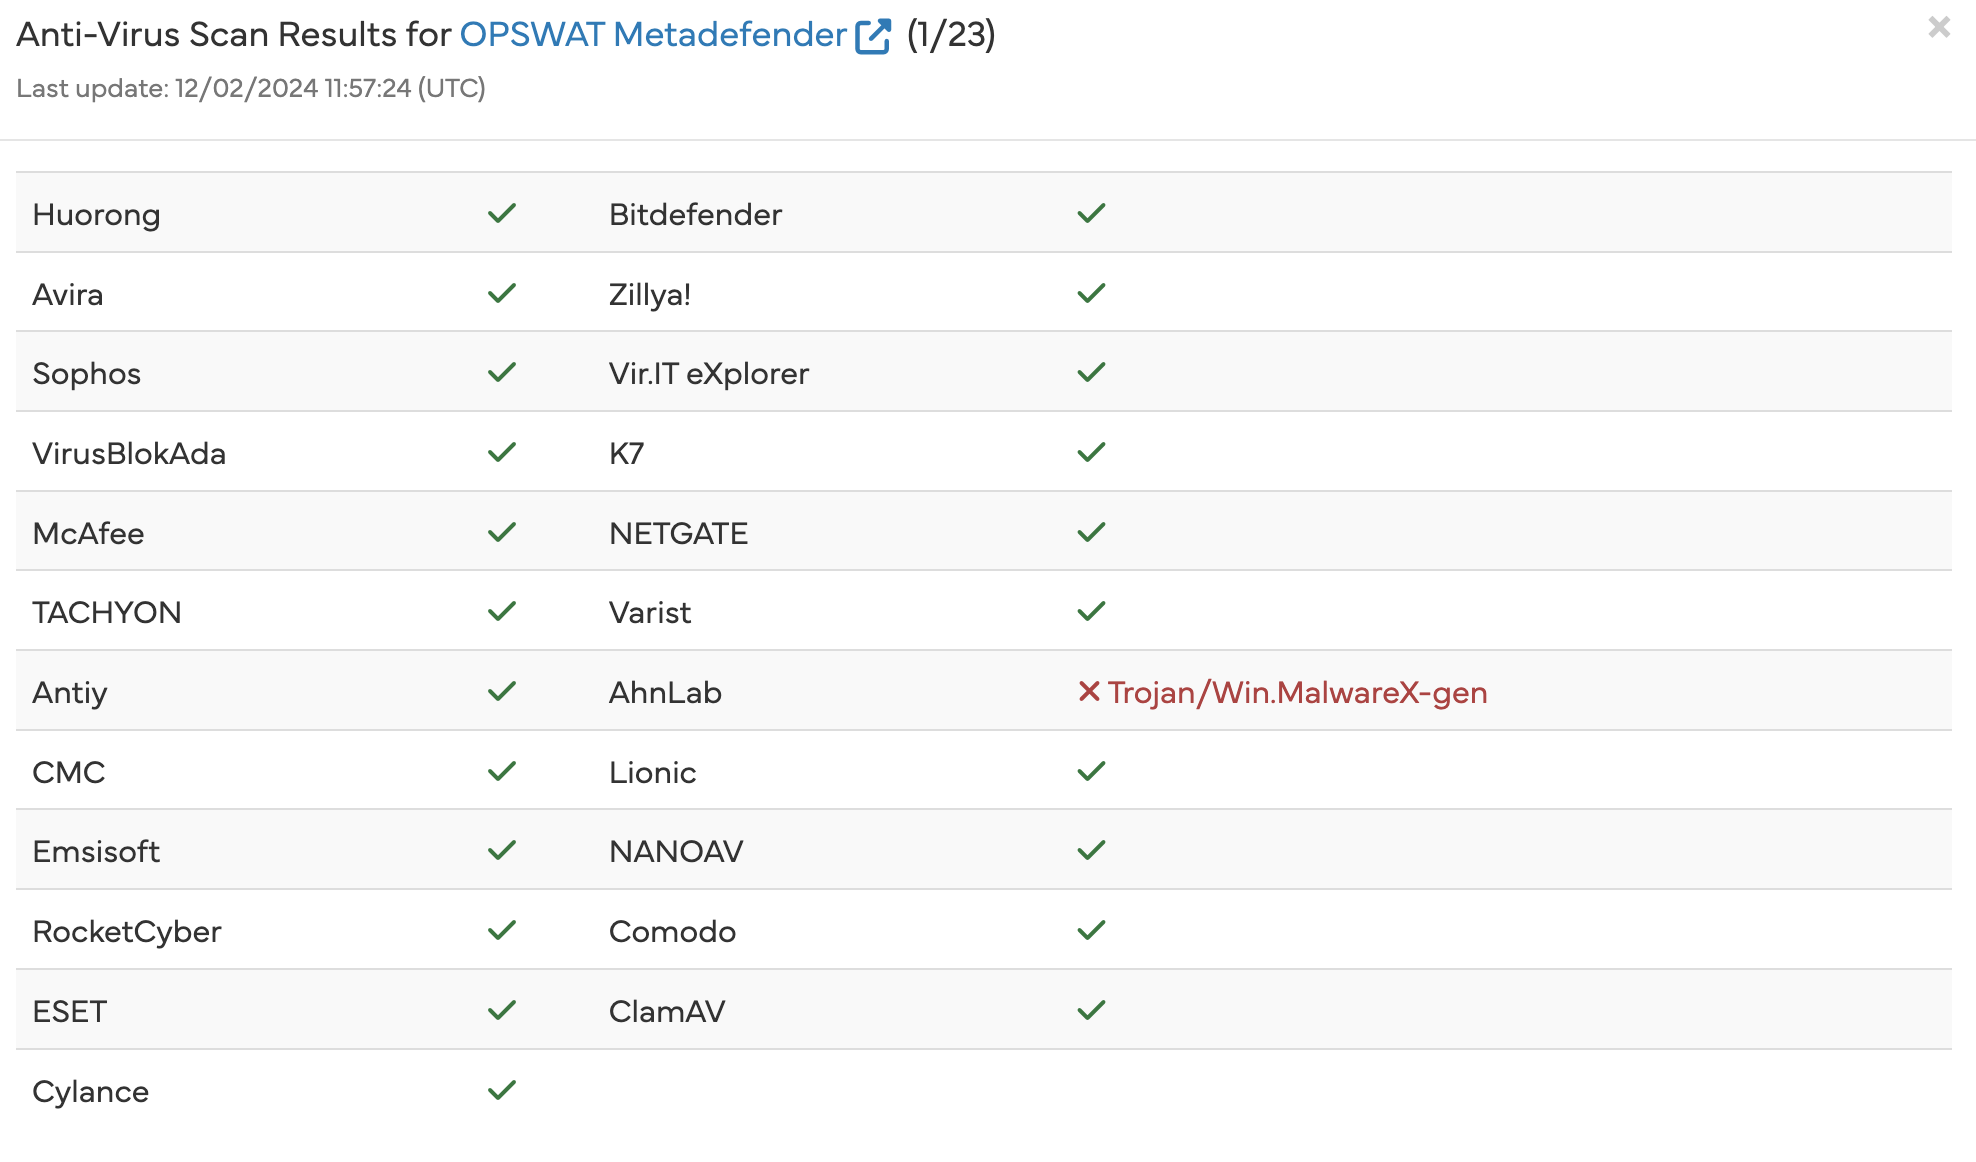 Anti-Virus Scan Results for OPSWAT Metadefender (1/23)
Last update: 12/02/2024 11:57:24 (UTC)
Huorong Bitdefender
Avira Zillya!
Sophos Vir.IT eXplorer
VirusBlokAda K7
McAfee NETGATE
TACHYON Varist
Antiy AhnLab Trojan/Win.MalwareX-gen
CMC Lionic
Emsisoft NANOAV
RocketCyber Comodo
ESET ClamAV
Cylance